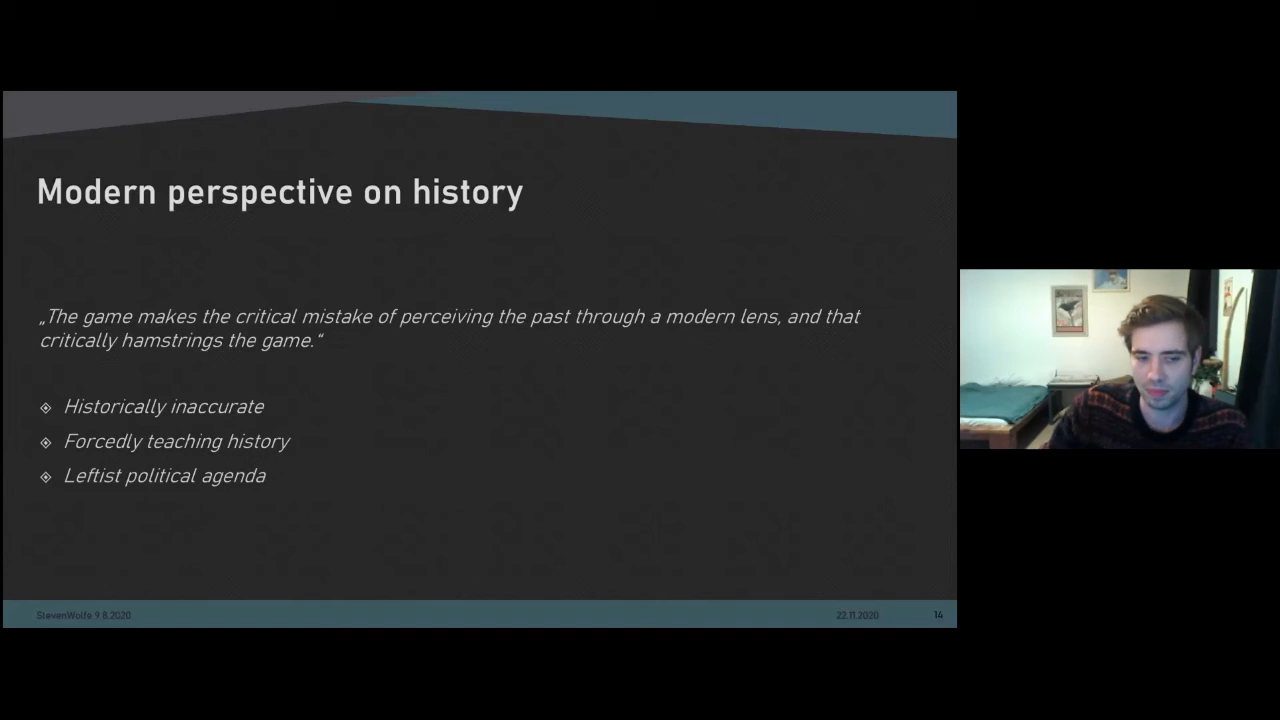 Modern perspective on history
„The game makes the critical mistake of perceiving the past through a modern lens, and that
critically hamstrings the game.“
Historically inaccurate
Forcedly teaching history
Leftist political agenda
StevenWolfe 9.8.2020
22.11.2020
14